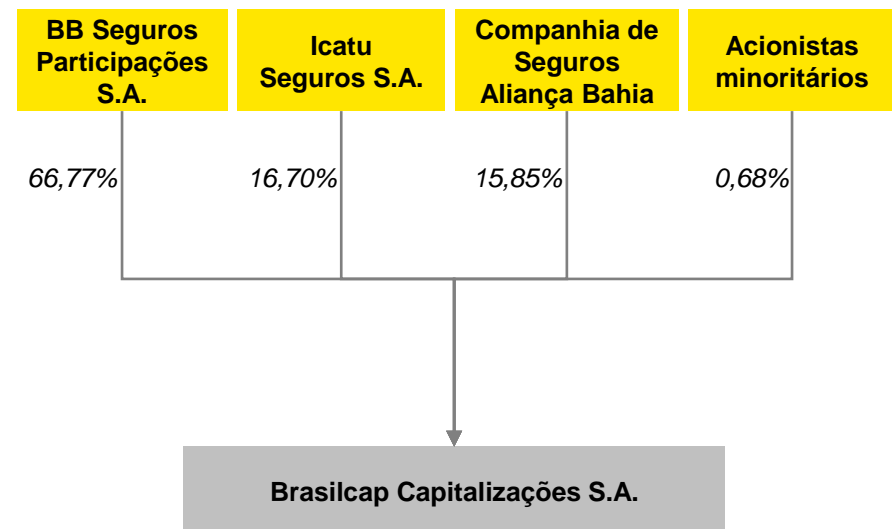 BB Seguros
Participações
S.A.
Icatu
Seguros S.A.
Companhia de
Seguros
Aliança Bahia
Acionistas
minoritários
66,77%
16,70%
15,85%
0,68%
Brasilcap Capitalizações S.A.